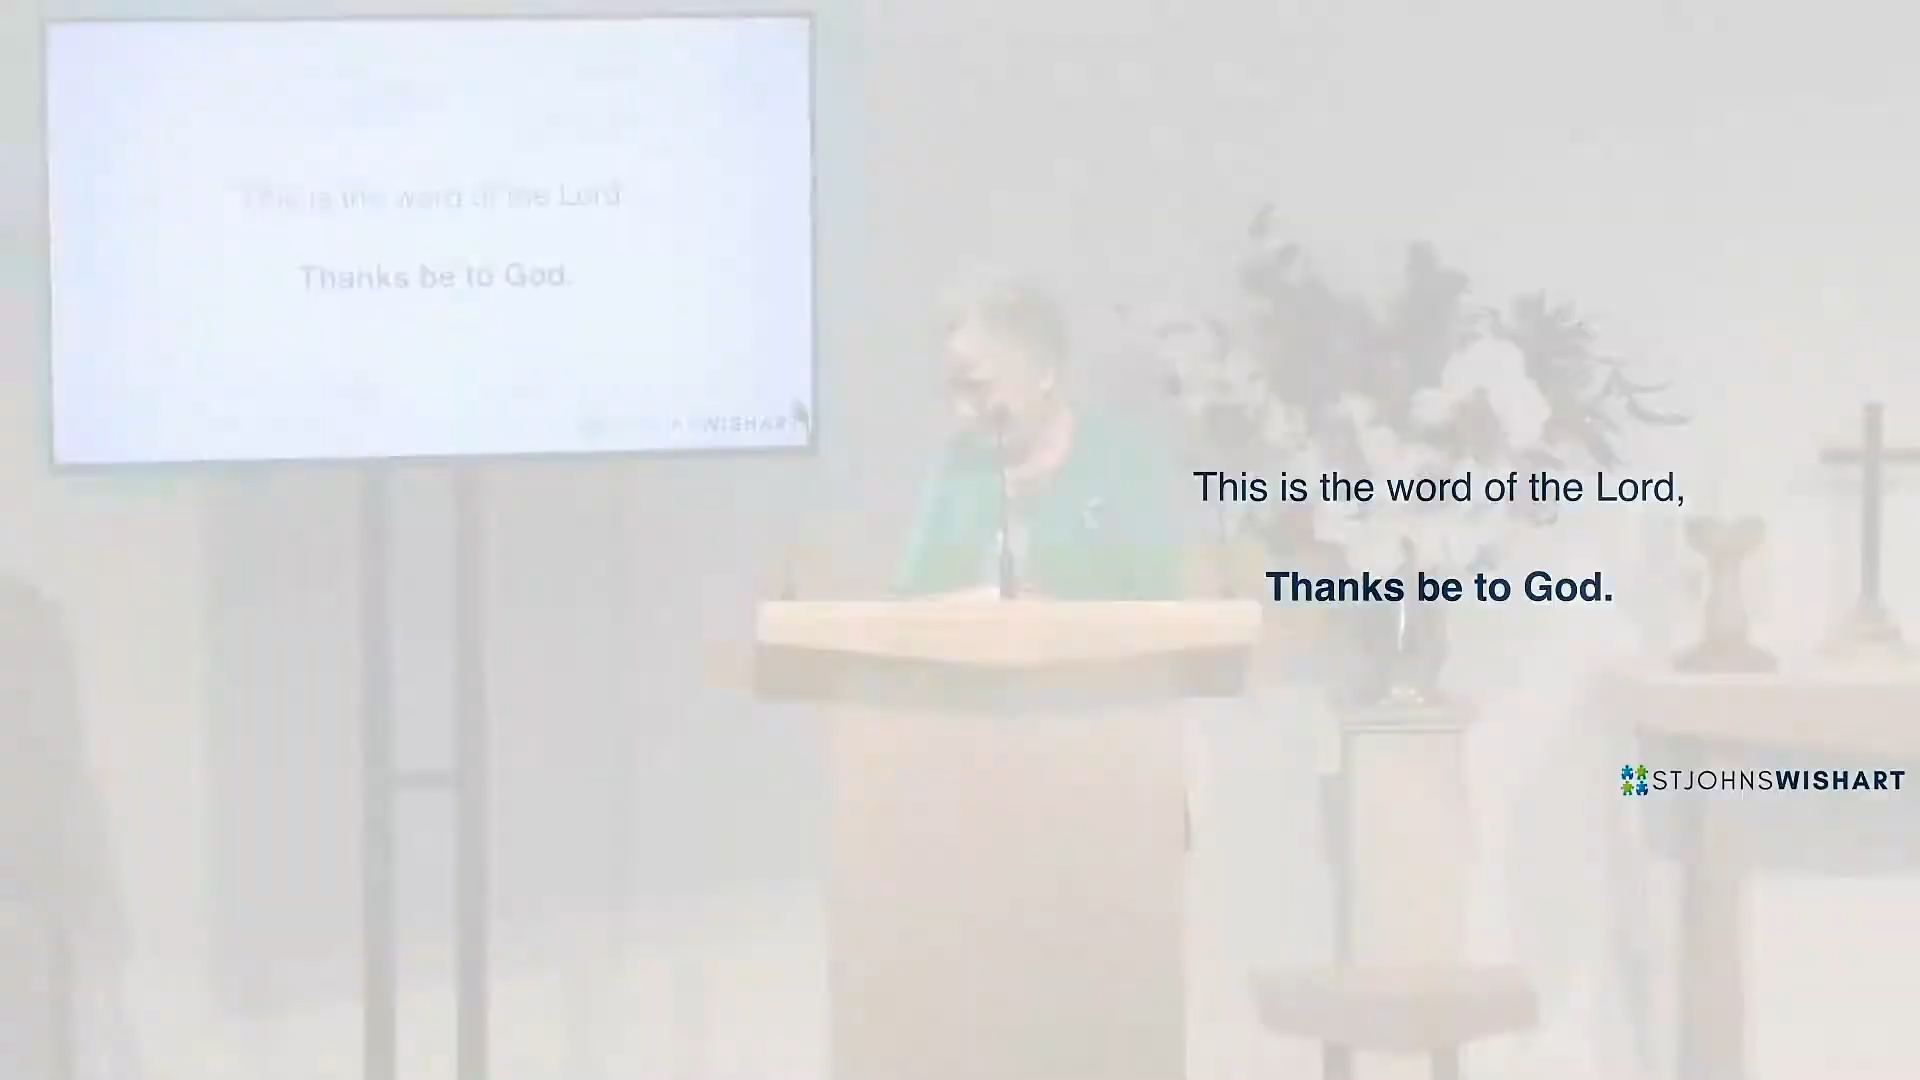 This is the word of the Lord
Thanks be to God.
WISHART
This is the word of the Lord,
Thanks be to God.
STJOHNSWISHART